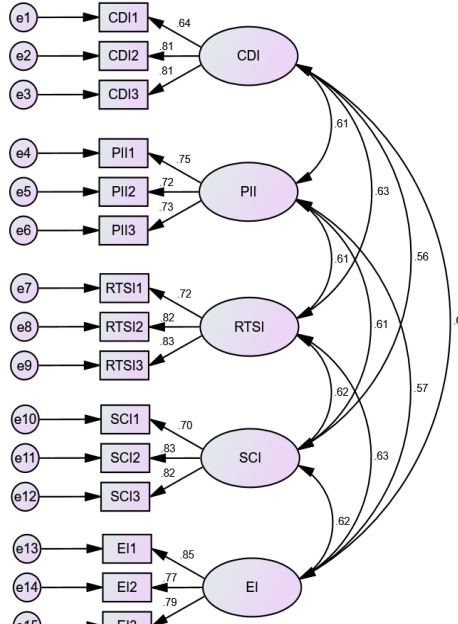 e1 CDI1 .64
e2 CDI2 .81 CDI
e3 CDI3 .81
.61
e4 PII1 .75
e5 PII2 .72 PII .63
e6 PII3 .73
.61 .56
e7 RTSI1 .72
e8 RTSI2 .82 RTSI .61
e9 RTSI3 .83
.62 .57
e10 SCI1 .70
e11 SCI2 .83 SCI .63
e12 SCI3 .82
.62
e13 EI1 .85
e14 EI2 .77 EI
.79